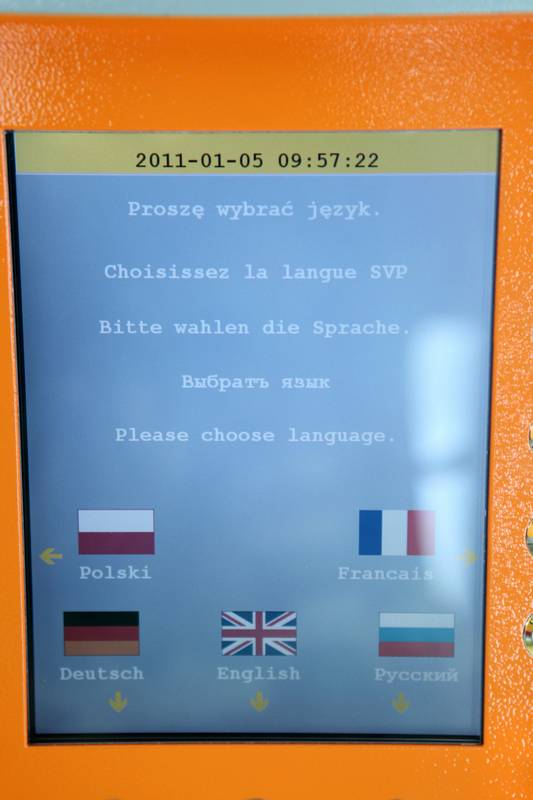 2011-01-05 09:57:22
Proszę wybrać język.
Choisissez la langue SVP
Bitte wahlen die Sprache.
Выбрать язык
Please choose language.
Polski
Francais
Deutsch
English
Русский